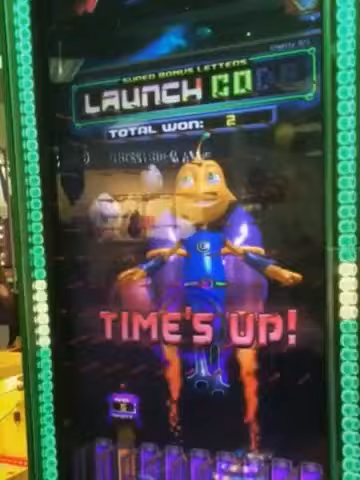 SUPER BONUS LETTERS
LAUNCH CODE
TOTAL WON: 2
TIME'S UP!